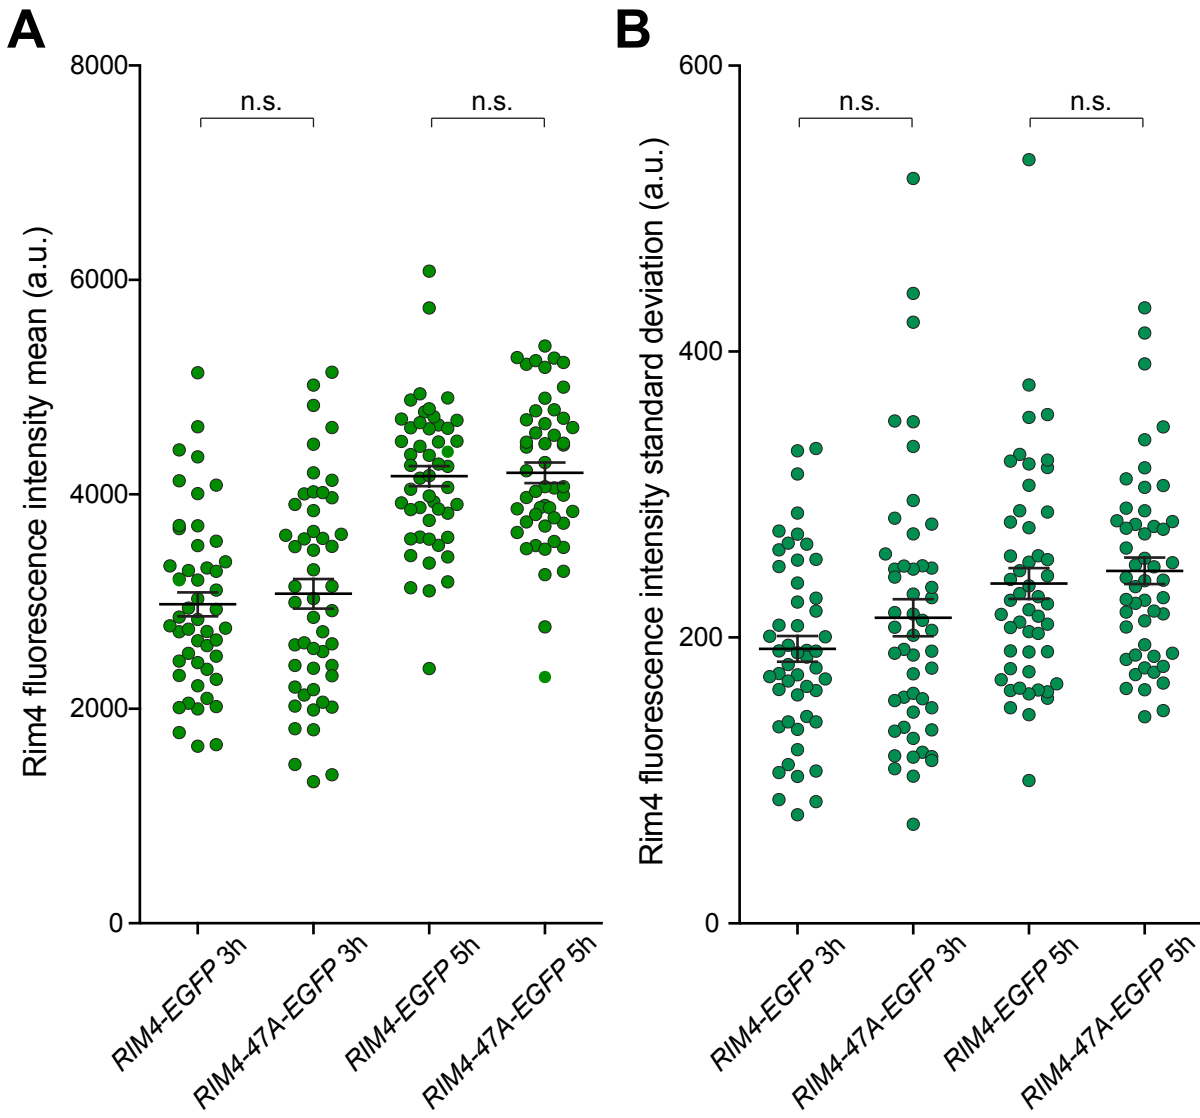 A
Rim4 fluorescence intensity mean (a.u.)
8000
6000
4000
2000
0
n.s.
n.s.
RIM4-EGFP 3h
RIM4-47A-EGFP 3h
RIM4-EGFP 5h
RIM4-47A-EGFP 5h
B
Rim4 fluorescence intensity standard deviation (a.u.)
600
400
200
0
n.s.
n.s.
RIM4-EGFP 3h
RIM4-47A-EGFP 3h
RIM4-EGFP 5h
RIM4-47A-EGFP 5h